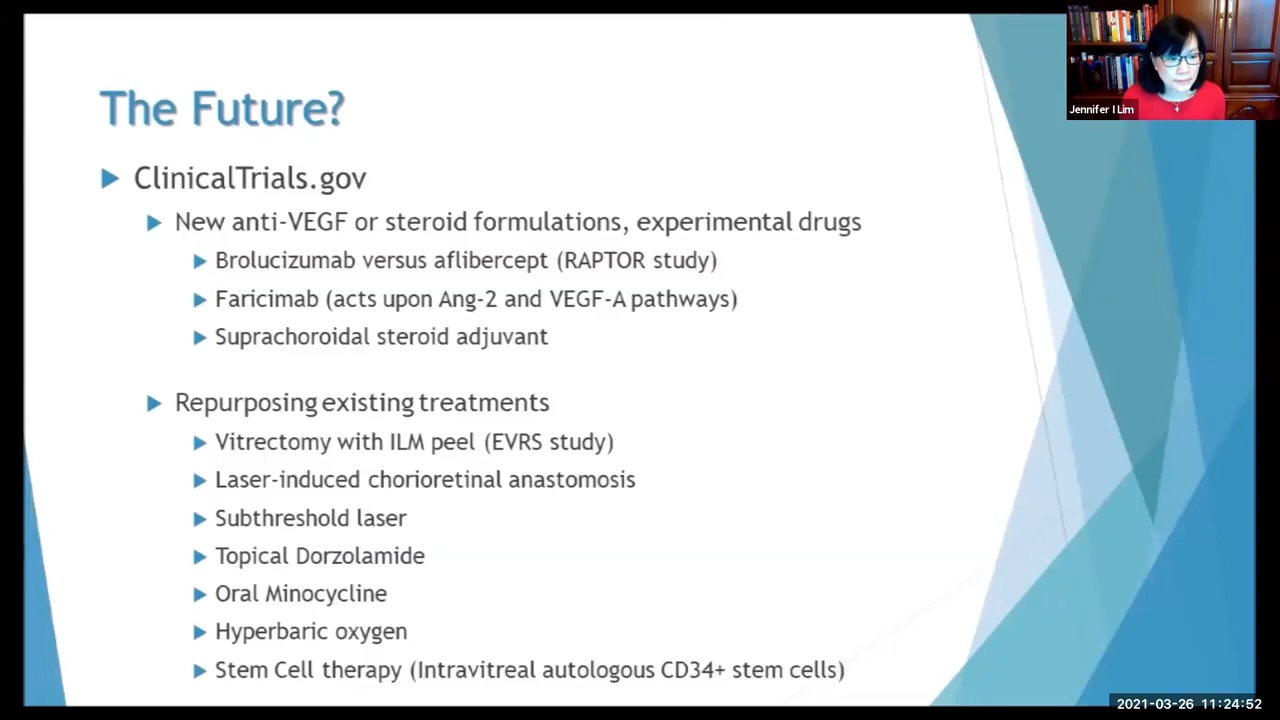 The Future?
ClinicalTrials.gov
New anti-VEGF or steroid formulations, experimental drugs
Brolucizumab versus aflibercept (RAPTOR study)
Faricimab (acts upon Ang-2 and VEGF-A pathways)
Suprachoroidal steroid adjuvant
Repurposing existing treatments
Vitrectomy with ILM peel (EVRS study)
Laser-induced chorioretinal anastomosis
Subthreshold laser
Topical Dorzolamide
Oral Minocycline
Hyperbaric oxygen
Stem Cell therapy (Intravitreal autologous CD34+ stem cells)
Jennifer I Lim
2021-03-26 11:24:52